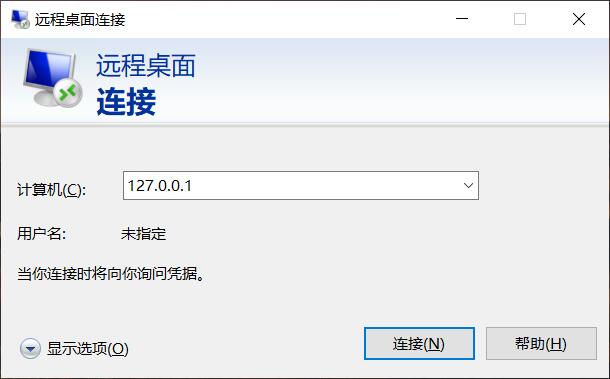 远程桌面连接
远程桌面
连接
计算机(C): 127.0.0.1
用户名: 未指定
当你连接时将向你询问凭据。
显示选项(O) 连接(N) 帮助(H)